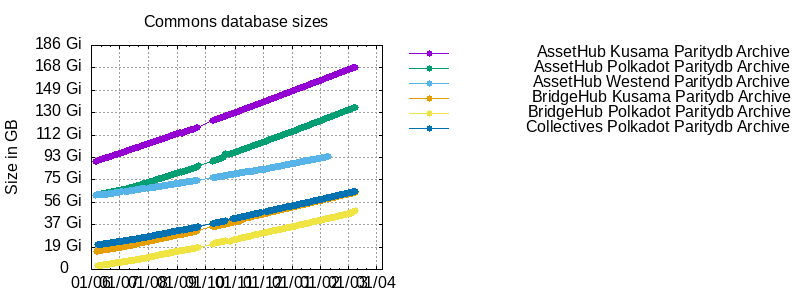 Commons database sizes
186 Gi
168 Gi
149 Gi
130 Gi
112 Gi
93 Gi
75 Gi
56 Gi
37 Gi
19 Gi
0
Size in GB
01/06 01/07 01/08 01/09 01/10 01/11 01/12 01/01 01/02 01/03 31/04
AssetHub Kusama Paritydb Archive
AssetHub Polkadot Paritydb Archive
AssetHub Westend Paritydb Archive
BridgeHub Kusama Paritydb Archive
BridgeHub Polkadot Paritydb Archive
Collectives Polkadot Paritydb Archive